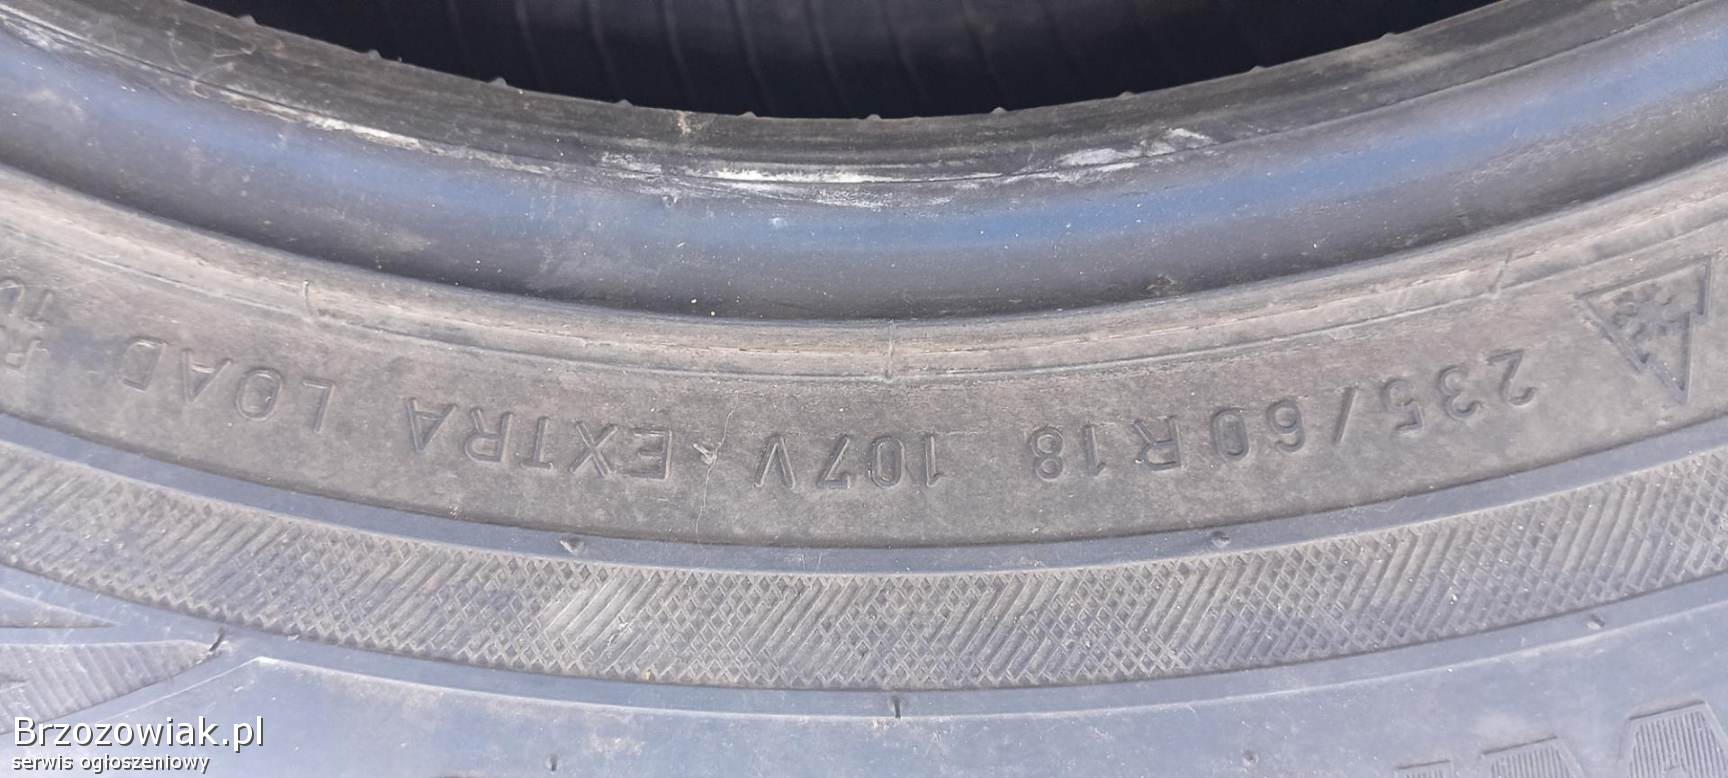 235/60R18 107V EXTRA LOAD
Brzozowiak.pl
serwis ogłoszeniowy